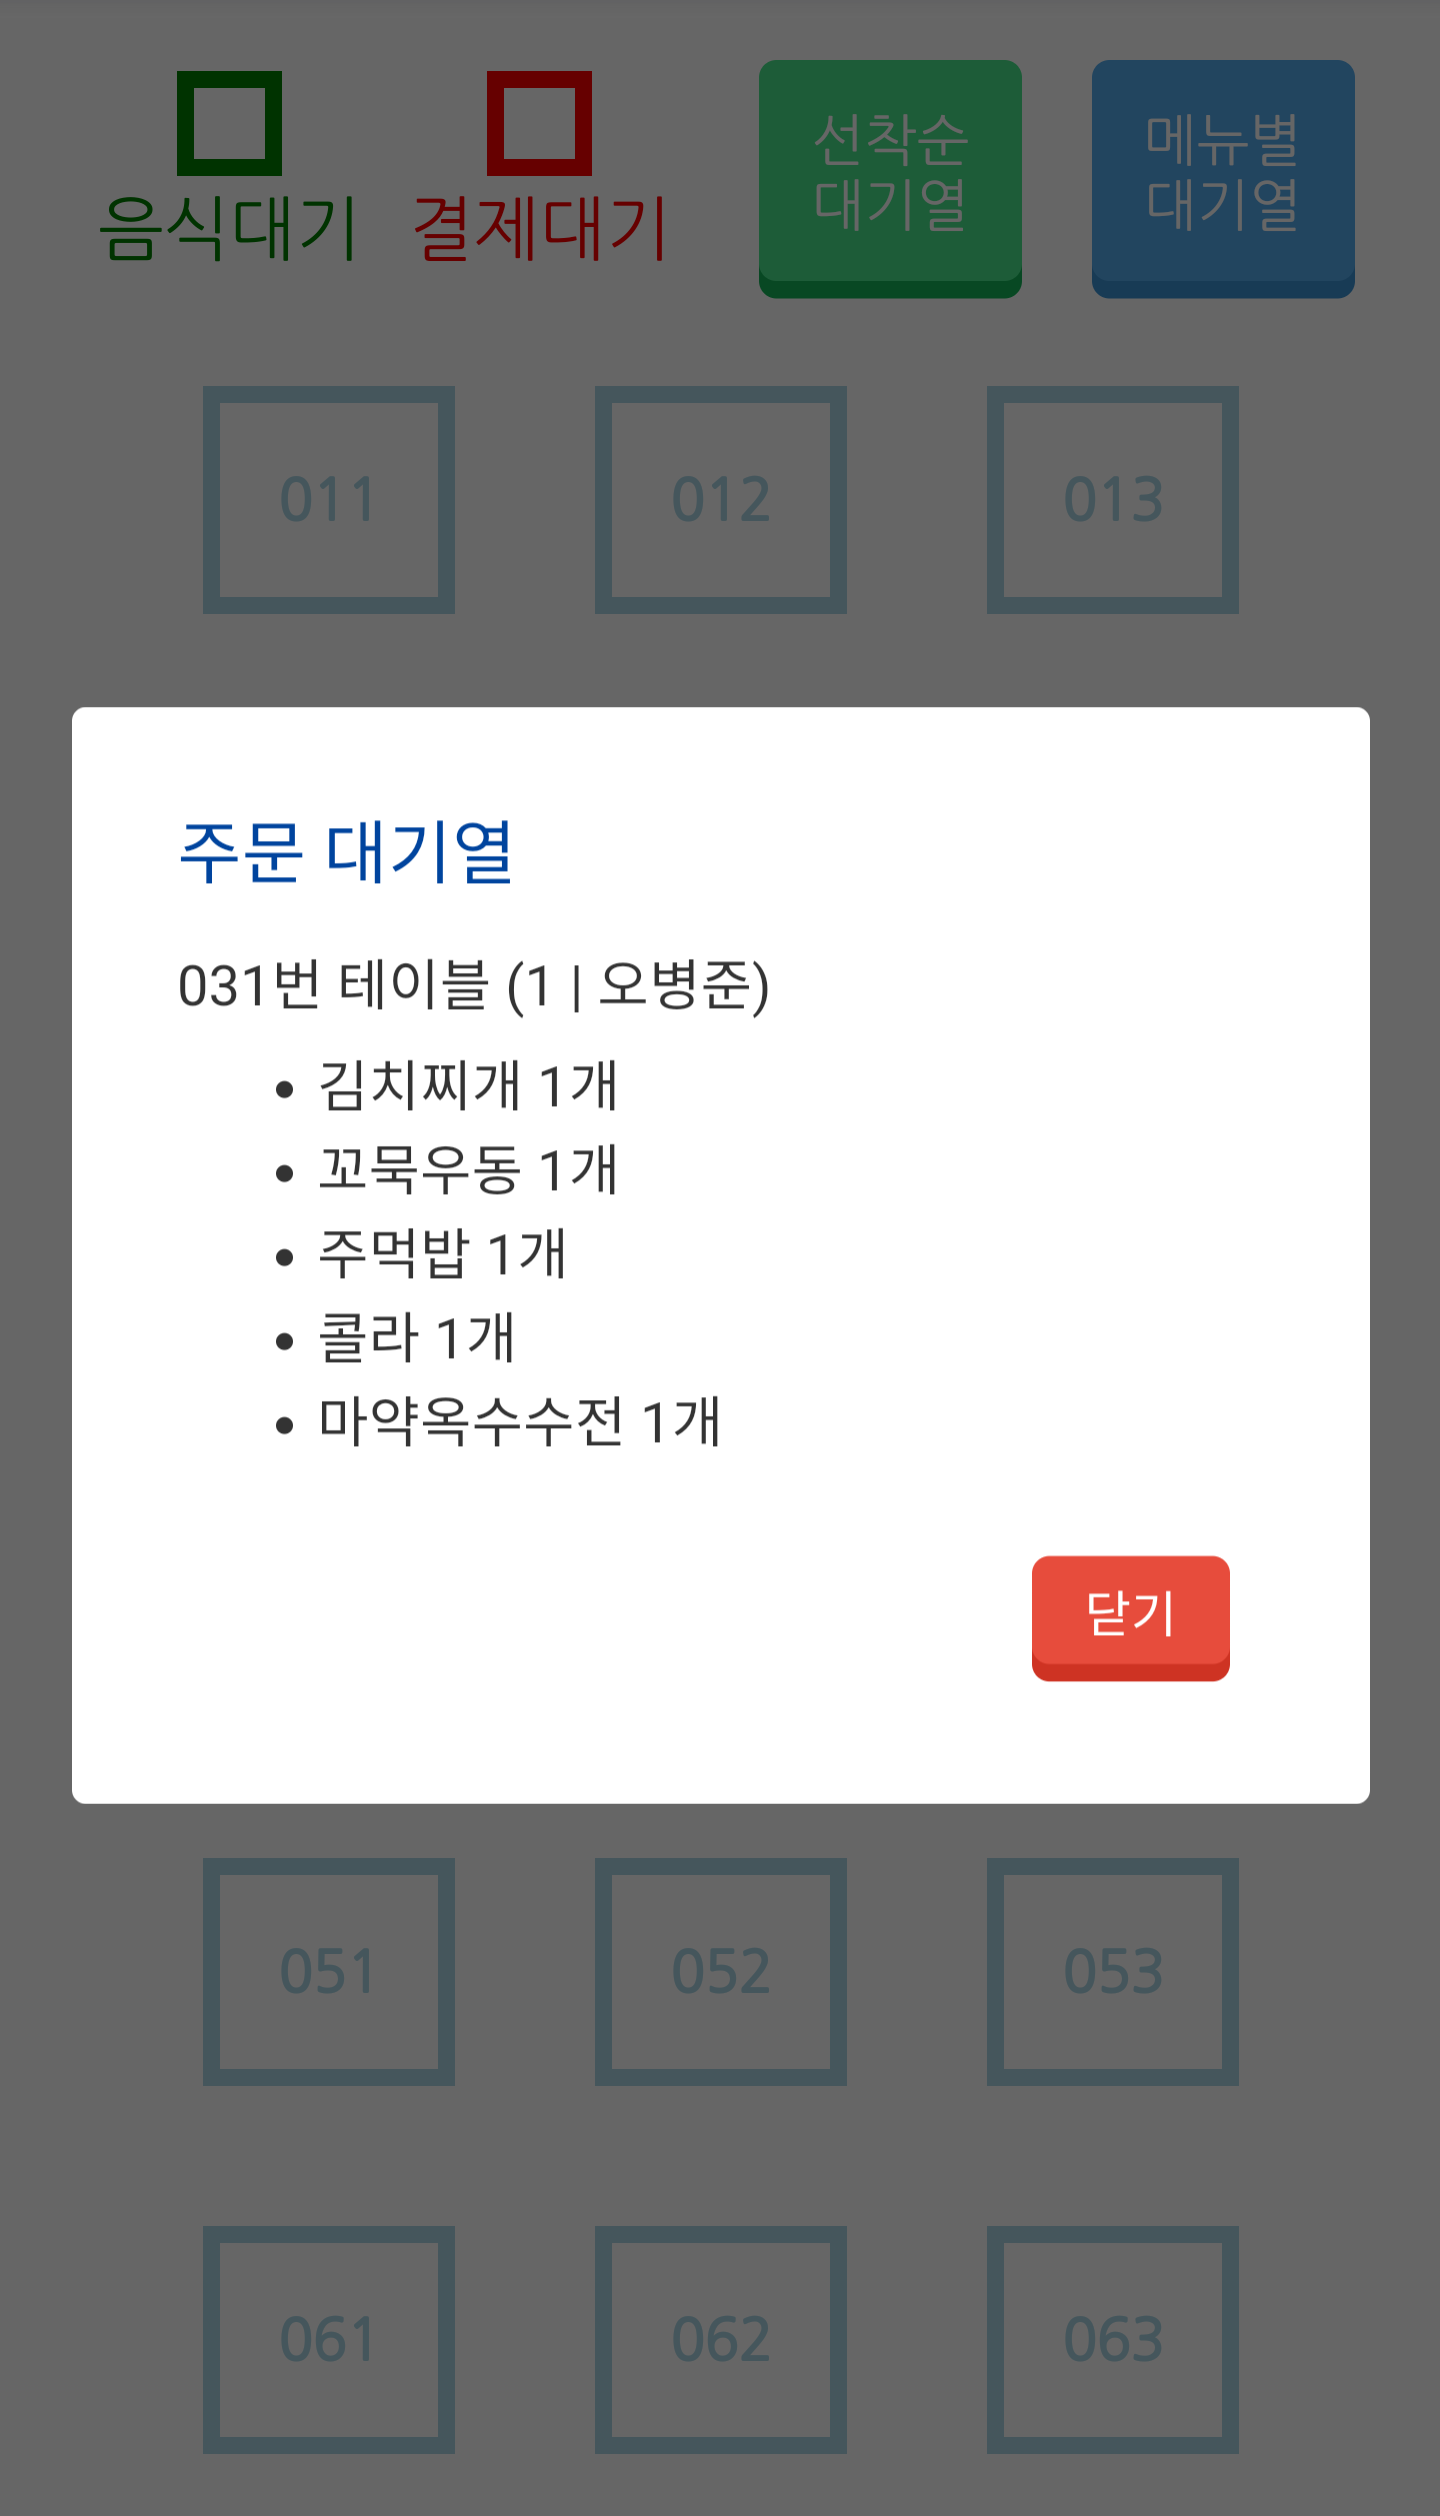 음식대기
결제대기
선착순
대기열
메뉴별
대기열
011
012
013
주문 대기열
031번 테이블 (1 | 오병준)
김치찌개 1개
꼬묵우동 1개
주먹밥 1개
콜라 1개
마약옥수수전 1개
닫기
051
052
053
061
062
063